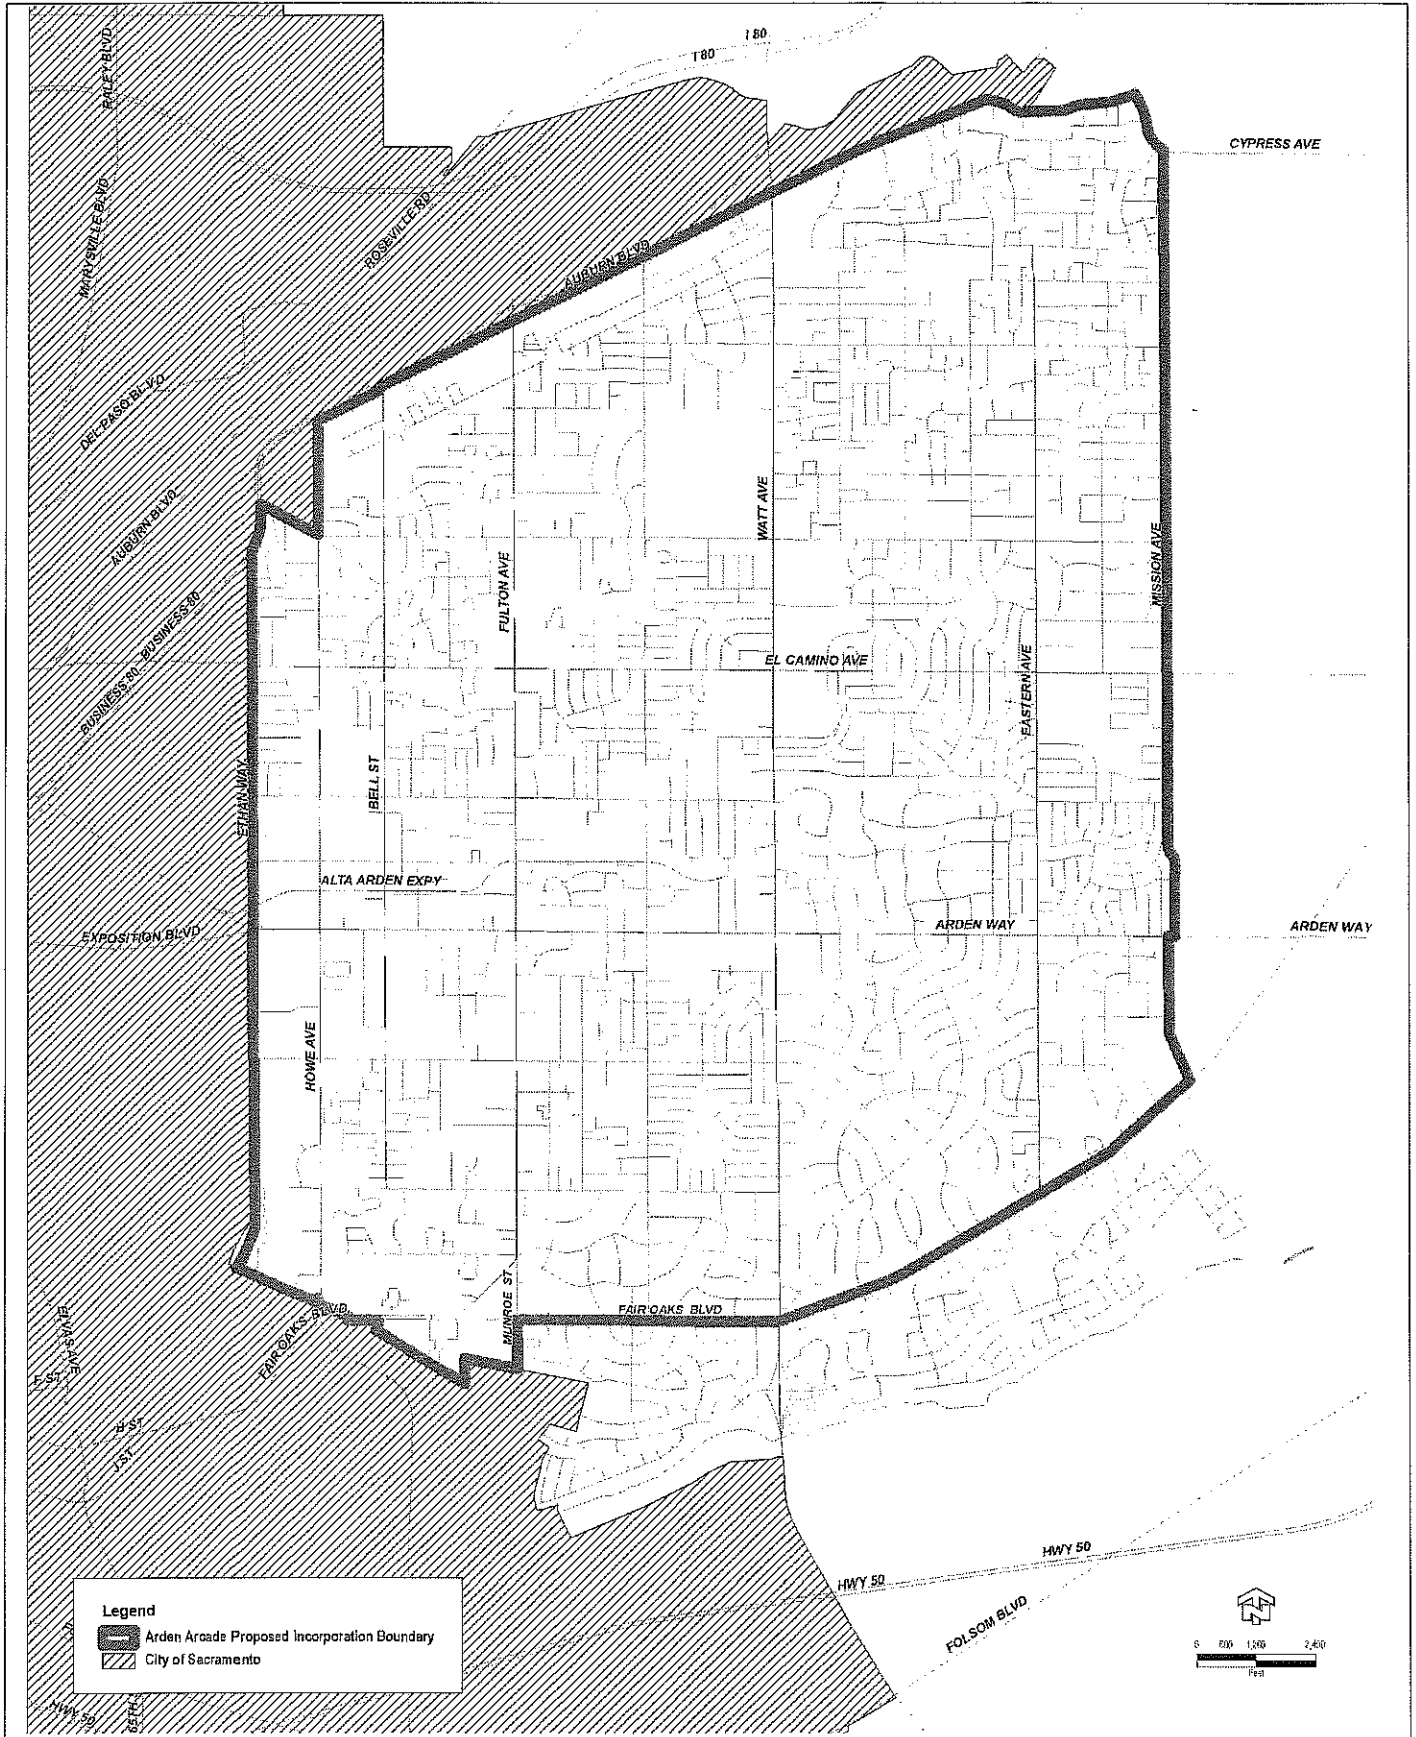 I 80
I 80
RALEY BLVD
CYPRESS AVE
MARYSVILLE BLVD
ROSEVILLE RD
AUBURN BLVD
DEL PASO BLVD
AUBURN BLVD
WATT AVE
MISSION AVE
FULTON AVE
BUSINESS 80
BUSINESS 80
EL CAMINO AVE
EASTERN AVE
ETHAN WAY
BELL ST
ALTA ARDEN EXPY
EXPOSITION BLVD
ARDEN WAY
ARDEN WAY
HOWE AVE
MUNROE ST
FAIR OAKS BLVD
FAIR OAKS BLVD
ELVAS AVE
F ST
H ST
J ST
HWY 50
HWY 50
FOLSOM BLVD
Legend
Arden Arcade Proposed Incorporation Boundary
City of Sacramento
N
600 1,200 2,400
Feet
HWY 50
65TH